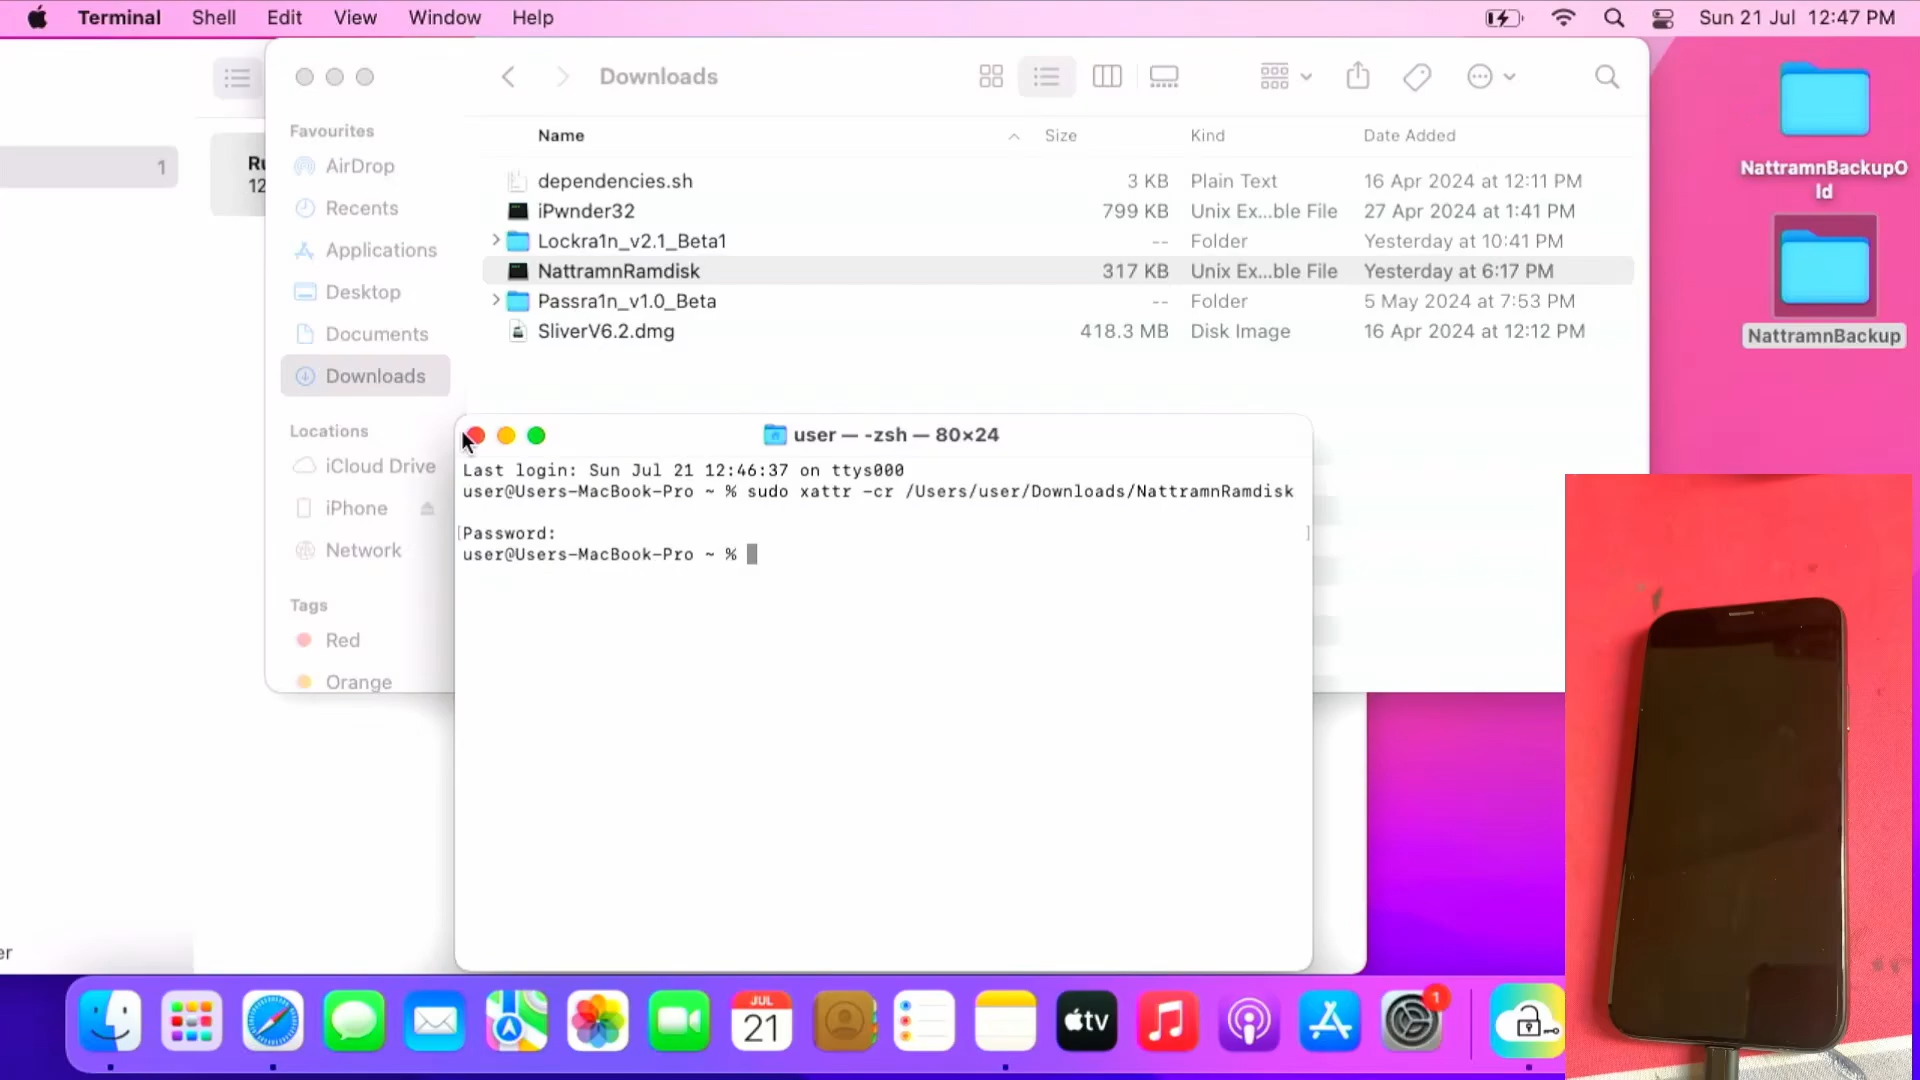 Terminal Shell Edit View Window Help Sun 21 Jul 12:47 PM
Downloads
Favourites
AirDrop
Recents
Applications
Desktop
Documents
Downloads
Locations
iCloud Drive
iPhone
Network
Tags
Red
Orange
1
Ru
12
er
Name Size Kind Date Added
dependencies.sh 3 KB Plain Text 16 Apr 2024 at 12:11 PM
iPwnder32 799 KB Unix Ex...ble File 27 Apr 2024 at 1:41 PM
Lockra1n_v2.1_Beta1 -- Folder Yesterday at 10:41 PM
NattramnRamdisk 317 KB Unix Ex...ble File Yesterday at 6:17 PM
Passra1n_v1.0_Beta -- Folder 5 May 2024 at 7:53 PM
SliverV6.2.dmg 418.3 MB Disk Image 16 Apr 2024 at 12:12 PM
NattramnBackupO
ld
NattramnBackup
user — -zsh — 80×24
Last login: Sun Jul 21 12:46:37 on ttys000
user@Users-MacBook-Pro ~ % sudo xattr -cr /Users/user/Downloads/NattramnRamdisk
[Password: ]
user@Users-MacBook-Pro ~ %
JUL
21
tv
1